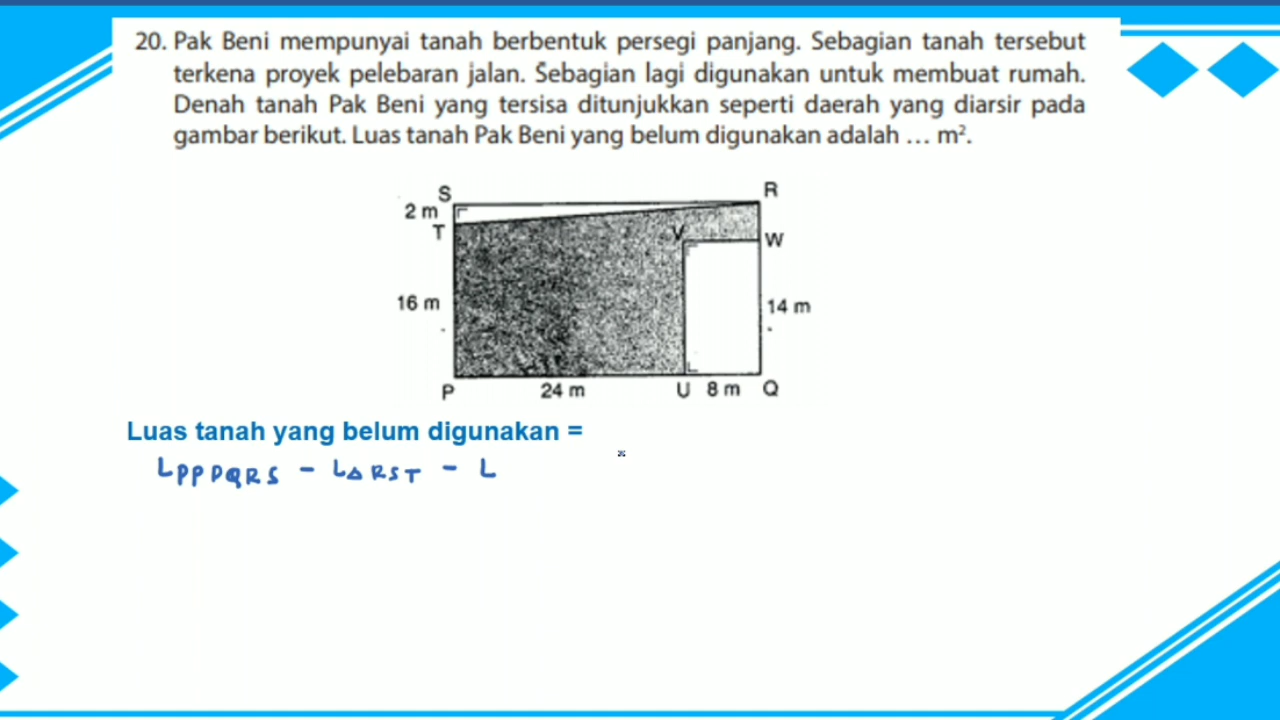 20. Pak Beni mempunyai tanah berbentuk persegi panjang. Sebagian tanah tersebut
terkena proyek pelebaran jalan. Sebagian lagi digunakan untuk membuat rumah.
Denah tanah Pak Beni yang tersisa ditunjukkan seperti daerah yang diarsir pada
gambar berikut. Luas tanah Pak Beni yang belum digunakan adalah ... m².
S R
2 m
T V W
16 m 14 m
P 24 m U 8 m Q
Luas tanah yang belum digunakan =
LPPPQRS - L△RST - L